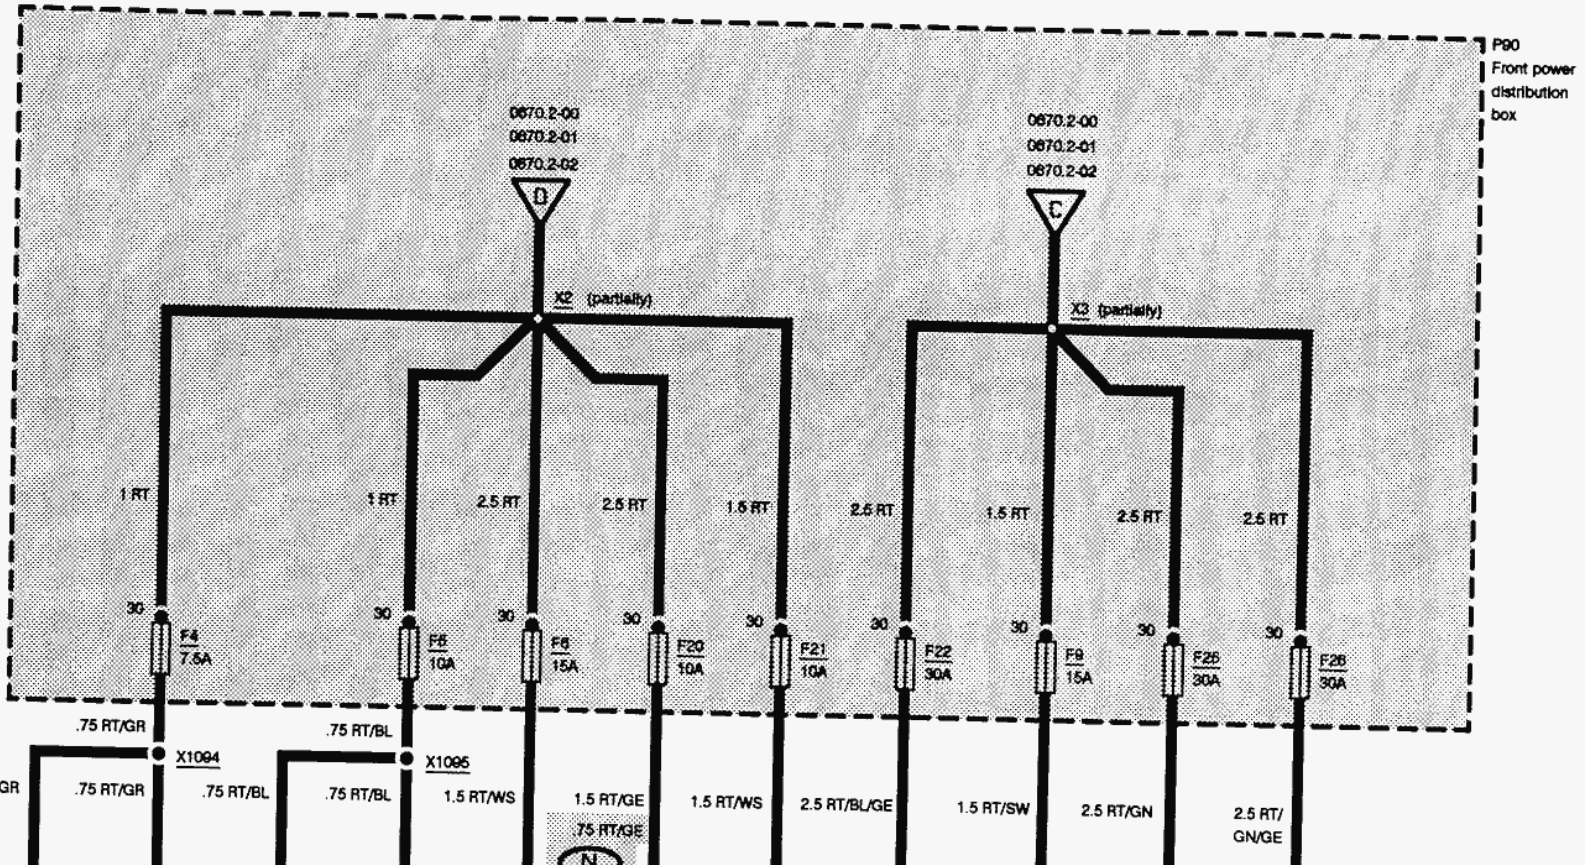 P90
Front power
distribution
box
0670.2-00
0670.2-01
0670.2-02
D
0670.2-00
0670.2-01
0670.2-02
C
X2 (partially)
X3 (partially)
1 RT
1 RT
2.5 RT
2.5 RT
1.5 RT
2.5 RT
1.5 RT
2.5 RT
2.5 RT
30
30
30
30
30
30
30
30
30
F4
7.5A
F5
10A
F6
15A
F20
10A
F21
10A
F22
30A
F9
15A
F25
30A
F26
30A
.75 RT/GR
X1094
.75 RT/BL
X1095
GR
.75 RT/GR
.75 RT/BL
.75 RT/BL
1.5 RT/WS
1.5 RT/GE
.75 RT/GE
N
1.5 RT/WS
2.5 RT/BL/GE
1.5 RT/SW
2.5 RT/GN
2.5 RT/
GN/GE